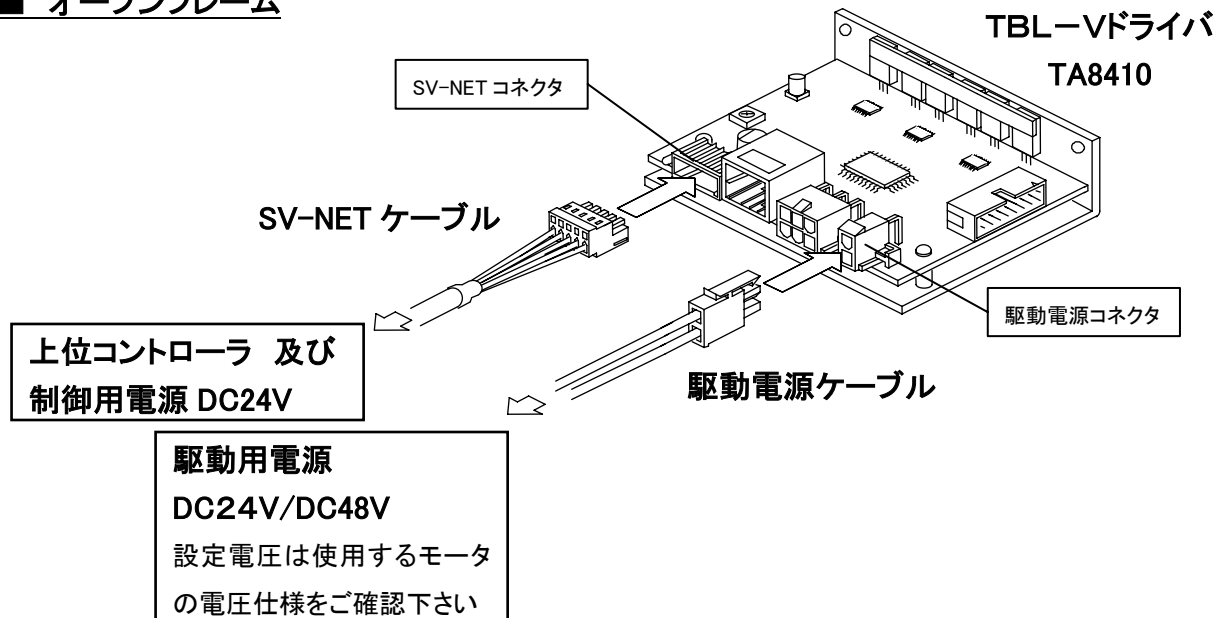 ■ オープンフレーム
TBL－Vドライバ
TA8410
SV-NET コネクタ
SV-NET ケーブル
駆動電源コネクタ
上位コントローラ 及び
制御用電源 DC24V
駆動電源ケーブル
駆動用電源
DC24V/DC48V
設定電圧は使用するモータ
の電圧仕様をご確認下さい